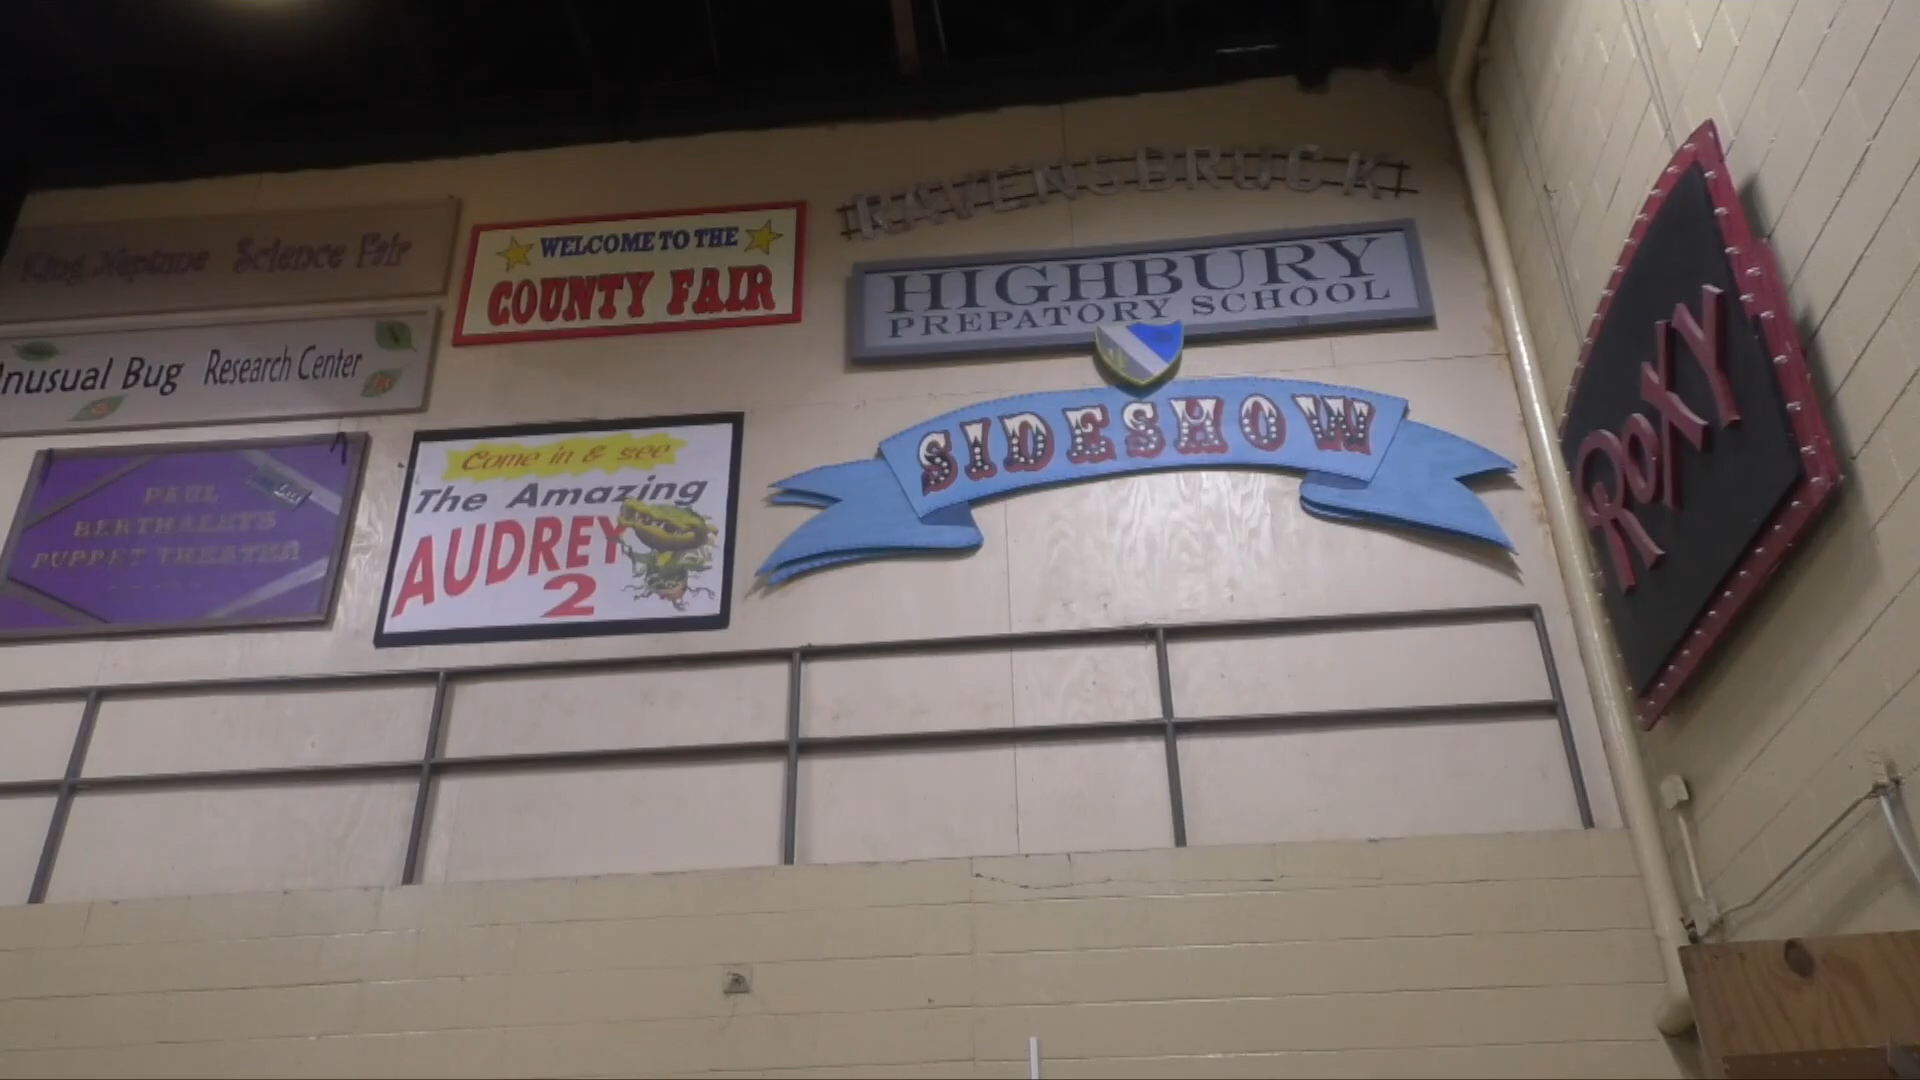 King Neptune Science Fair
nusual Bug Research Center
PAUL
BERTHALET'S
PUPPET THEATER
WELCOME TO THE
COUNTY FAIR
Come in & see
The Amazing
AUDREY
2
RAVENSBRUCK
HIGHBURY
PREPATORY SCHOOL
SIDESHOW
ROXY